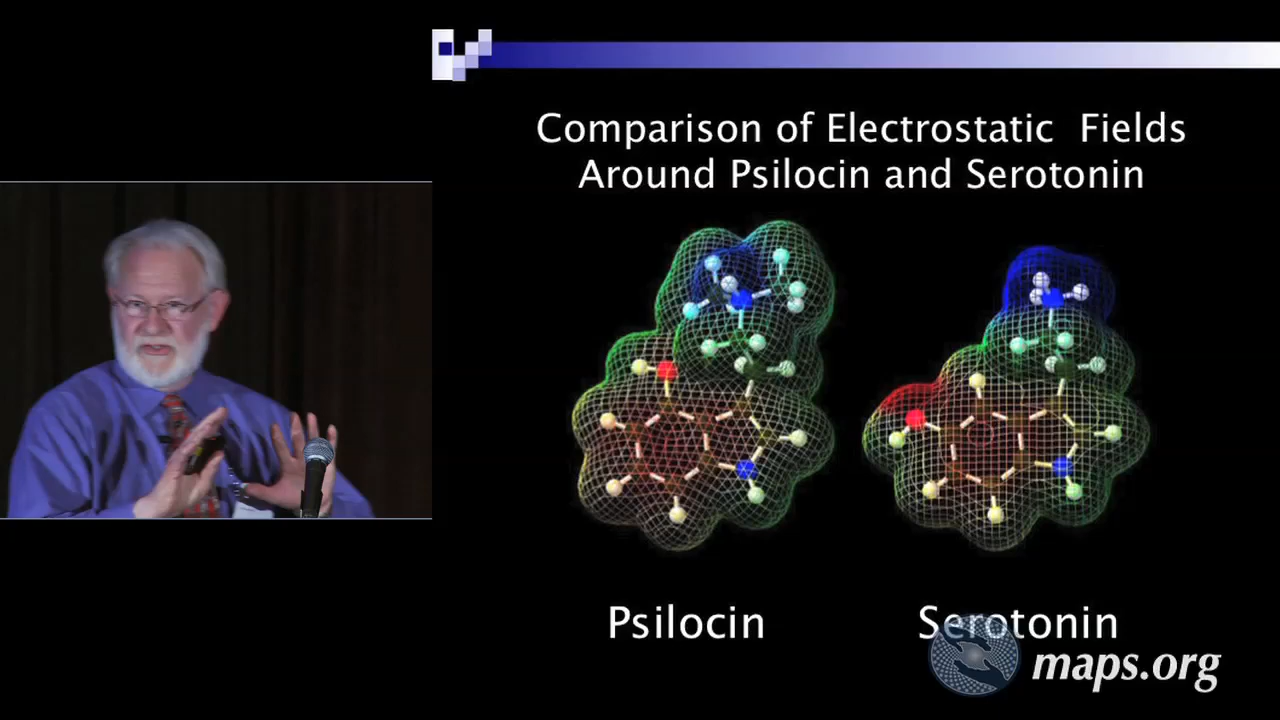 Comparison of Electrostatic Fields
Around Psilocin and Serotonin
Psilocin
Serotonin
maps.org